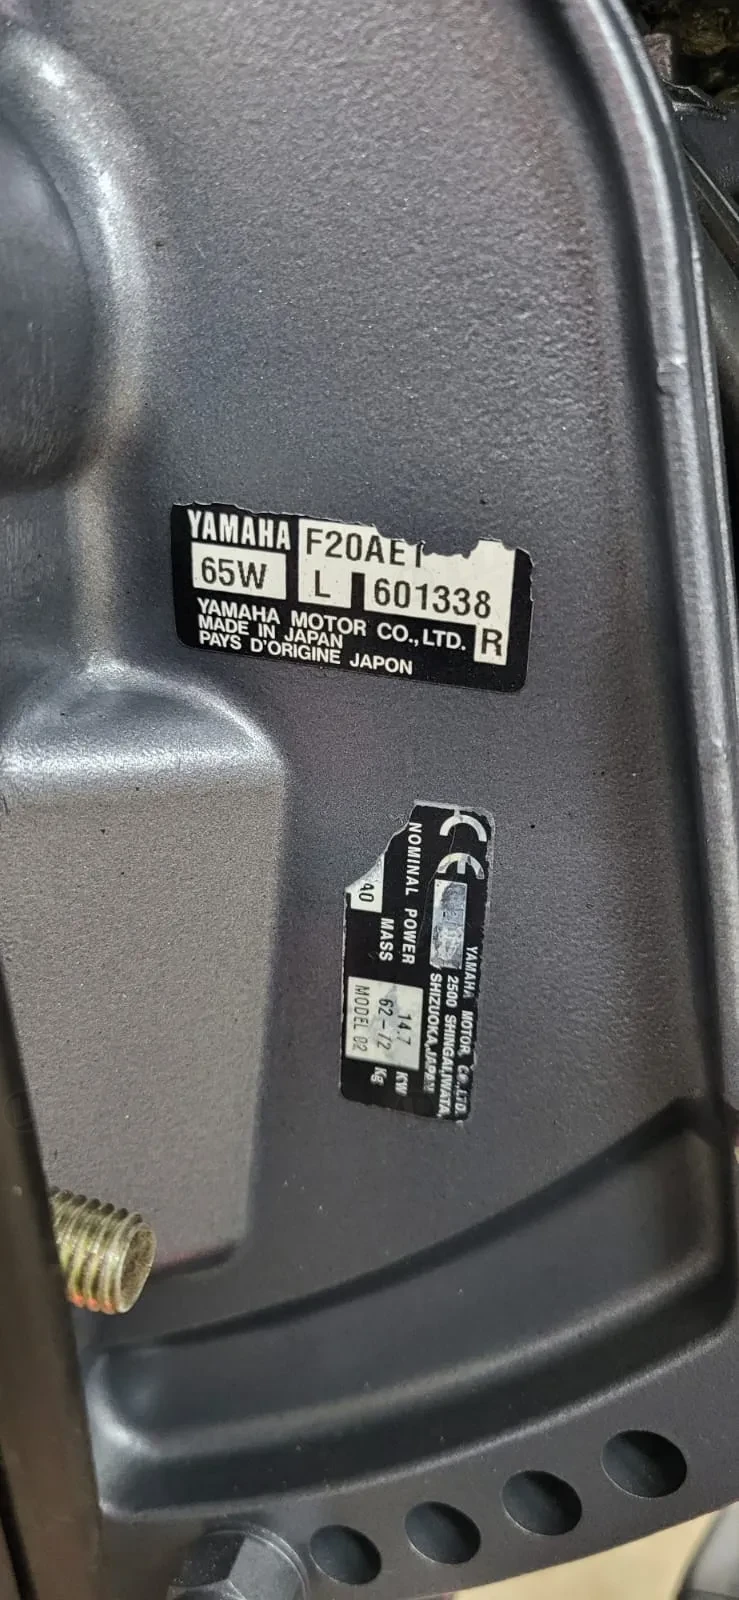 YAMAHA F20AE
65W L 601338
YAMAHA MOTOR CO.,LTD.
MADE IN JAPAN R
PAYS D'ORIGINE JAPON
CE
YAMAHA MOTOR CO.,LTD.
2500 SHINGAI,IWATA,
SHIZUOKA,JAPAN
NOMINAL POWER 14.7 KW
MASS 62-72 Kg
MODEL 02